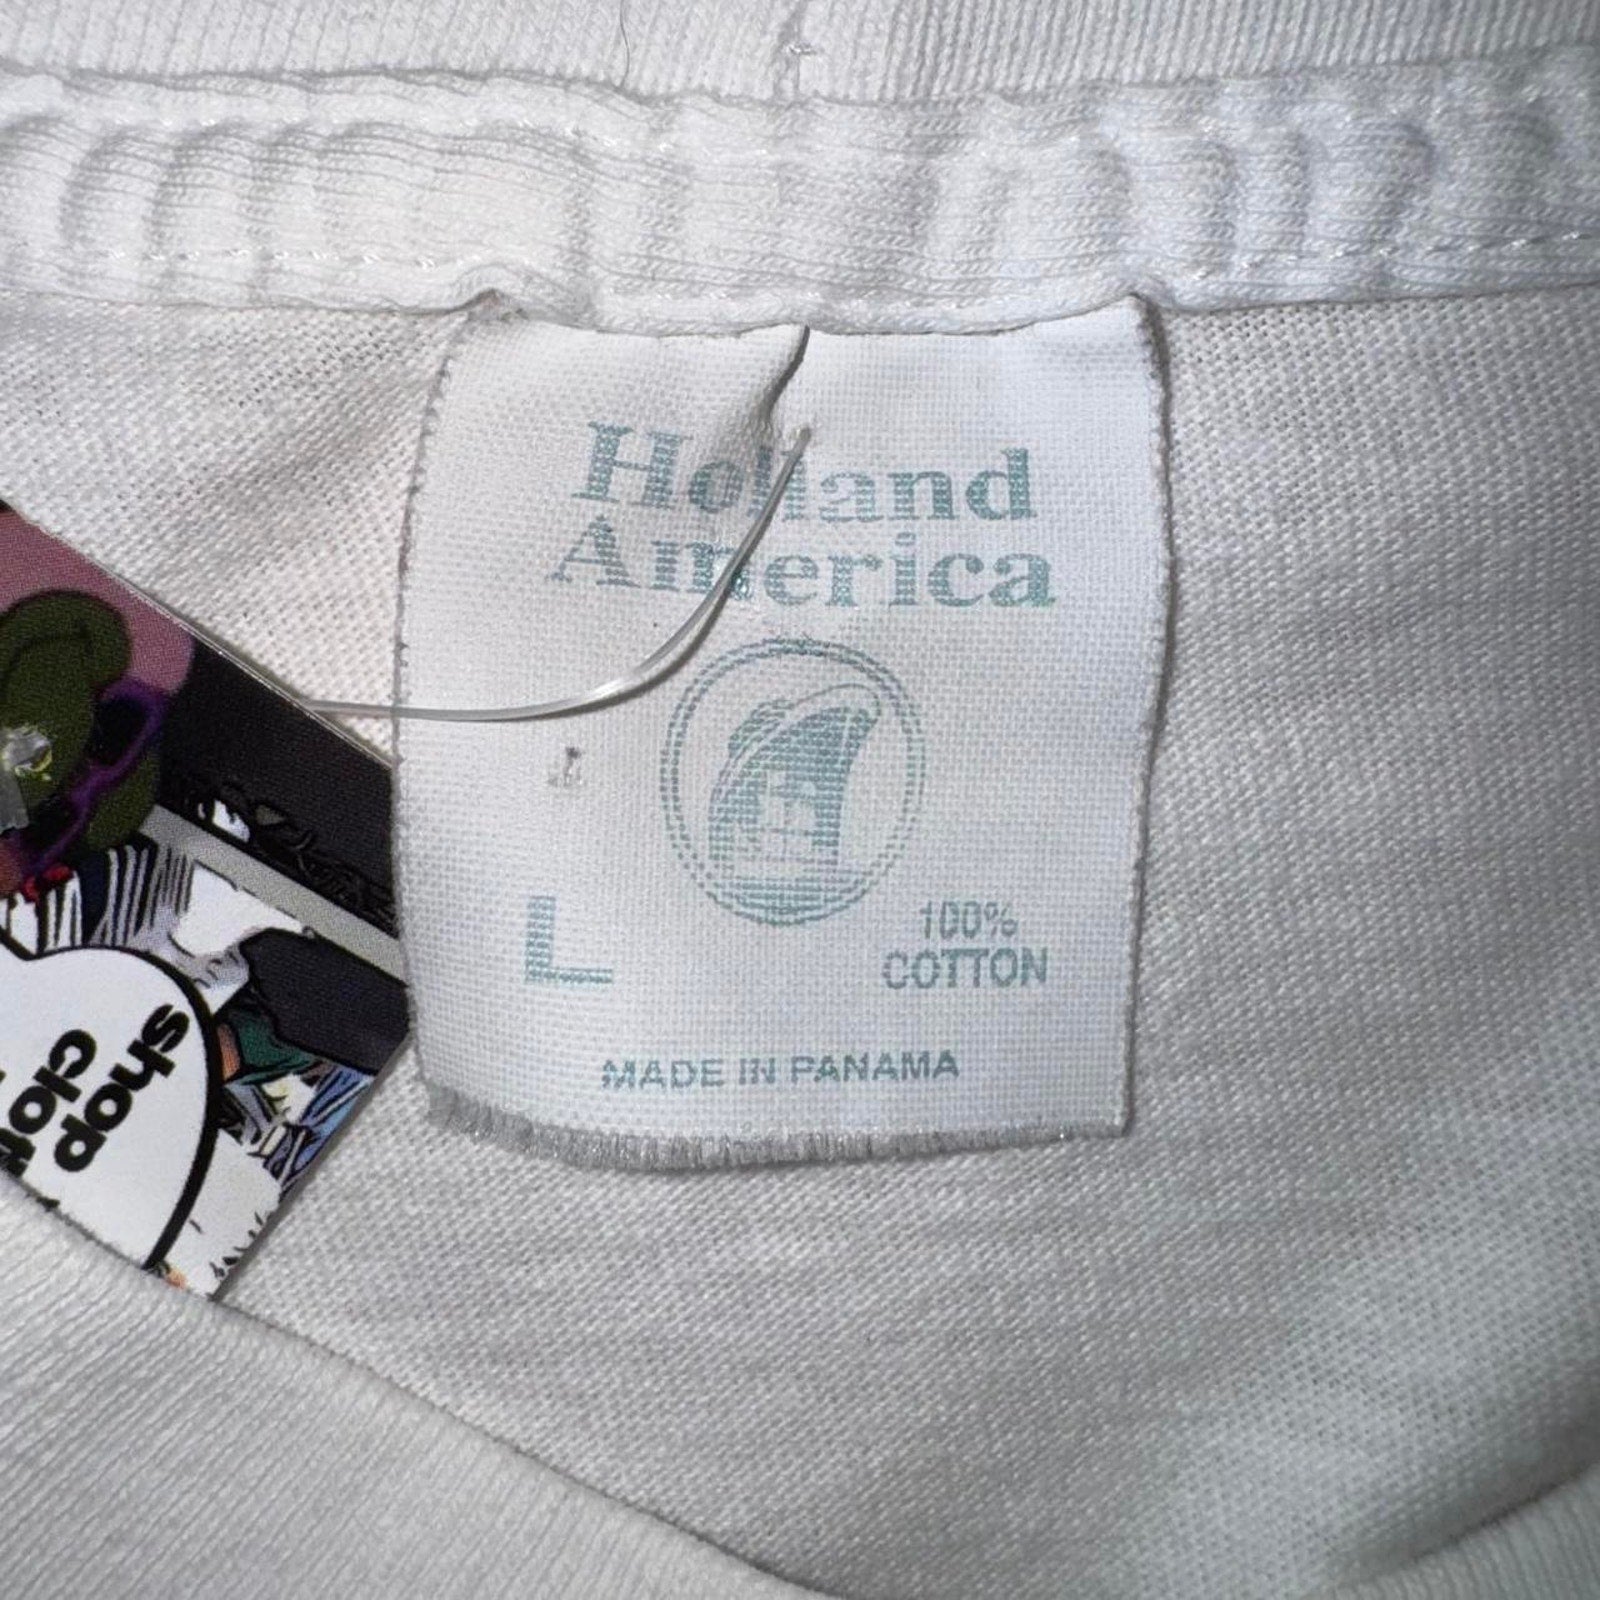 Holland
America
L
100%
COTTON
MADE IN PANAMA
shop